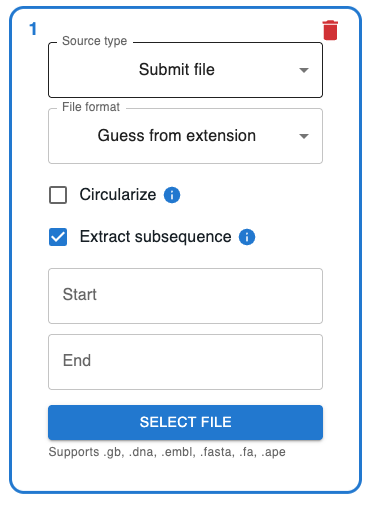 1
Source type
Submit file
File format
Guess from extension
Circularize
Extract subsequence
Start
End
SELECT FILE
Supports .gb, .dna, .embl, .fasta, .fa, .ape